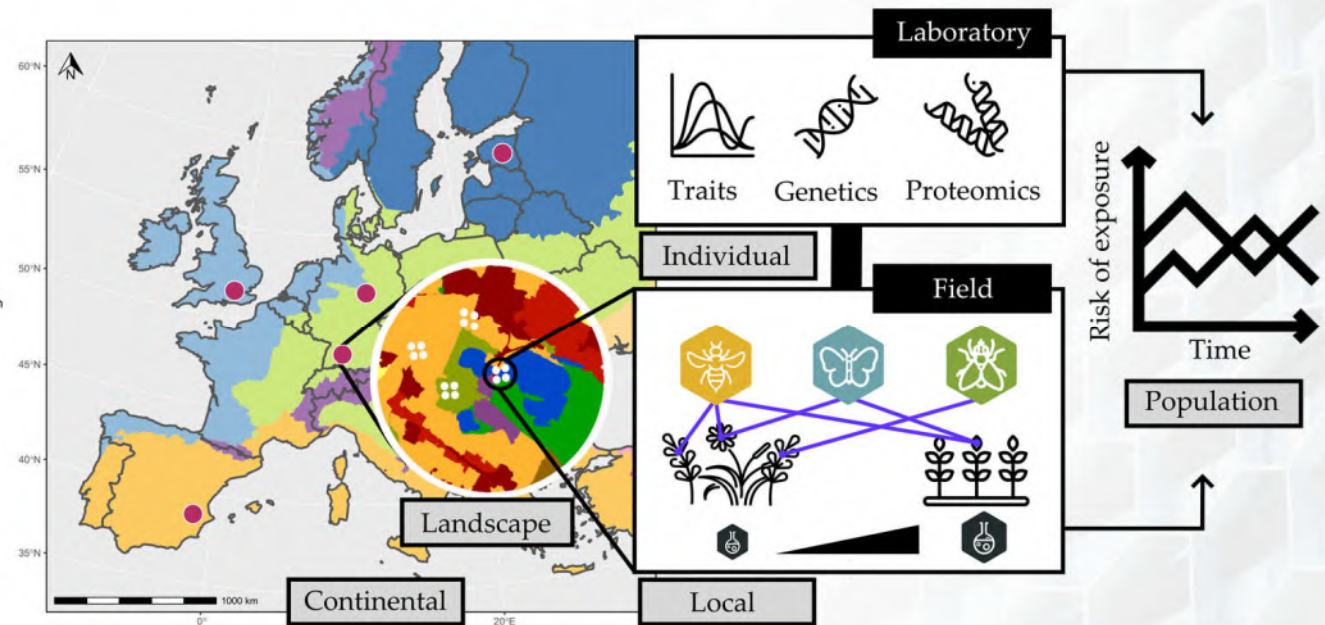 Laboratory
Traits
Genetics
Proteomics
Individual
Field
Local
Landscape
Continental
Risk of exposure
Time
Population
60°N
55°N
50°N
45°N
40°N
35°N
0°
20°E
1000 km
N